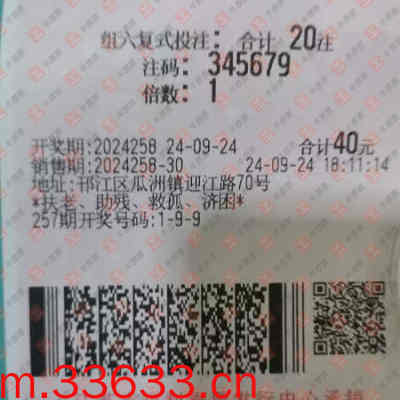 组六复式投注: 合计 20注
注码: 345679
倍数: 1
开奖期:2024258 24-09-24 合计40元
销售期:2024258-30 24-09-24 18:11:14
地址:邗江区瓜洲镇迎江路70号
*扶老、助残、救孤、济困*
257期开奖号码:1-9-9
m.33633.cn